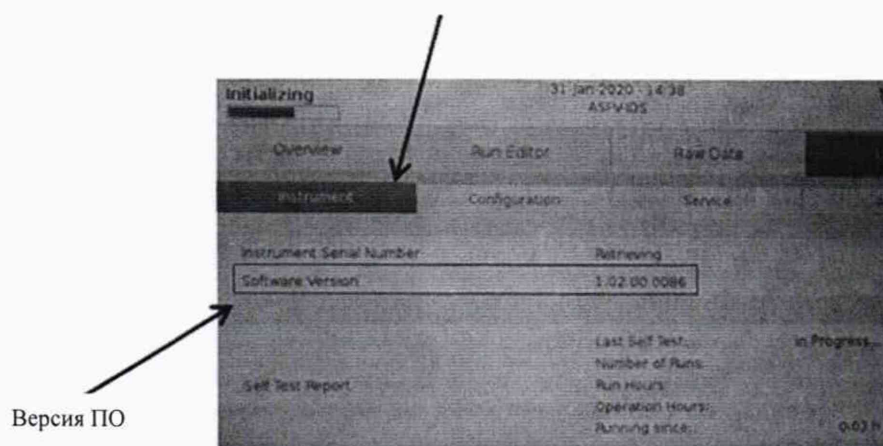 Initializing
31 Jan 2020 - 14:38
Overview
Run Editor
Raw Data
Instrument
Configuration
Service
Instrument Serial Number
Retrieving
Software Version
1.02.00.0086
Last Self Test:
in Progress...
Number of Runs:
Self Test Report
Run Hours:
Operation Hours:
Running since:
0.03 h
Версия ПО